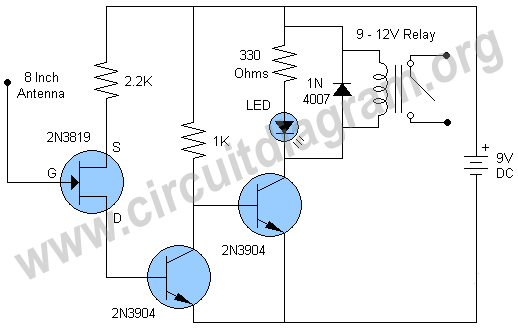 9 - 12V Relay
330
Ohms
1N
4007
8 Inch
Antenna
2.2K
LED
2N3819
S
1K
G
D
+
9V
DC
2N3904
2N3904
www.circuitdiagram.org